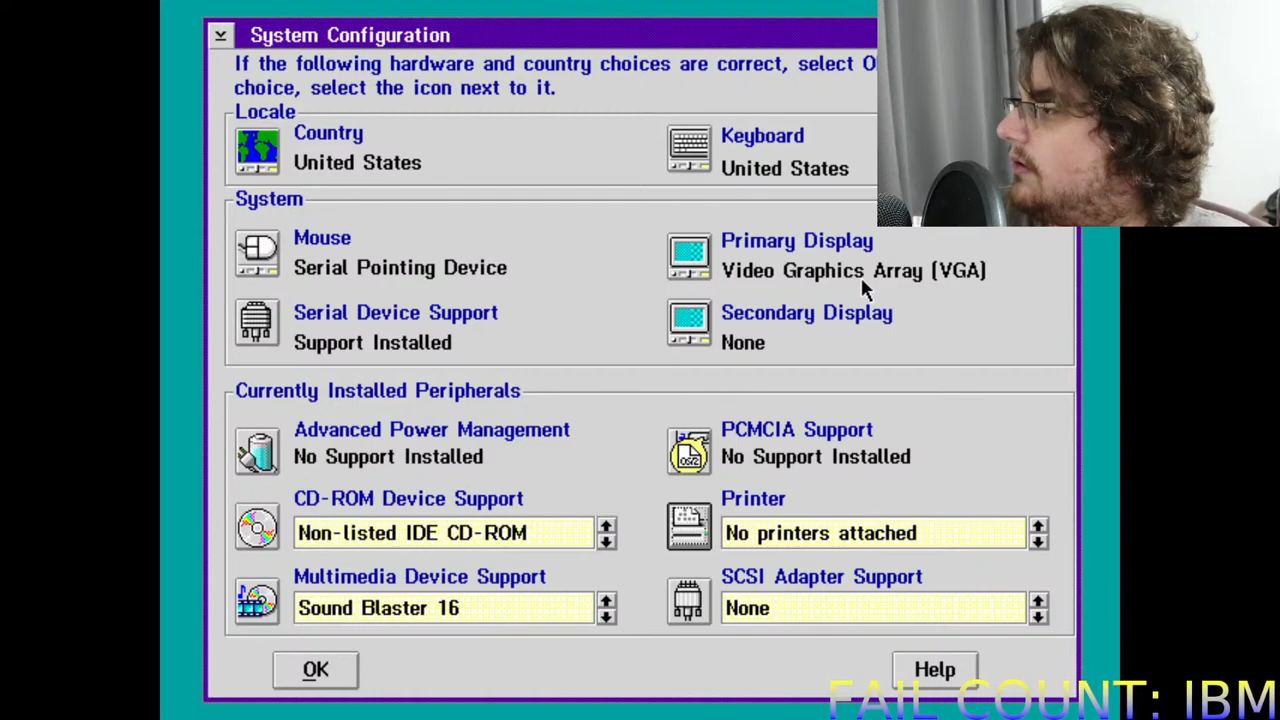 System Configuration
If the following hardware and country choices are correct, select O
choice, select the icon next to it.
Locale
Country
United States
Keyboard
United States
System
Mouse
Serial Pointing Device
Primary Display
Video Graphics Array (VGA)
Serial Device Support
Support Installed
Secondary Display
None
Currently Installed Peripherals
Advanced Power Management
No Support Installed
PCMCIA Support
No Support Installed
CD-ROM Device Support
Non-listed IDE CD-ROM
Printer
No printers attached
Multimedia Device Support
Sound Blaster 16
SCSI Adapter Support
None
OK
Help
FAIL COUNT: IBM